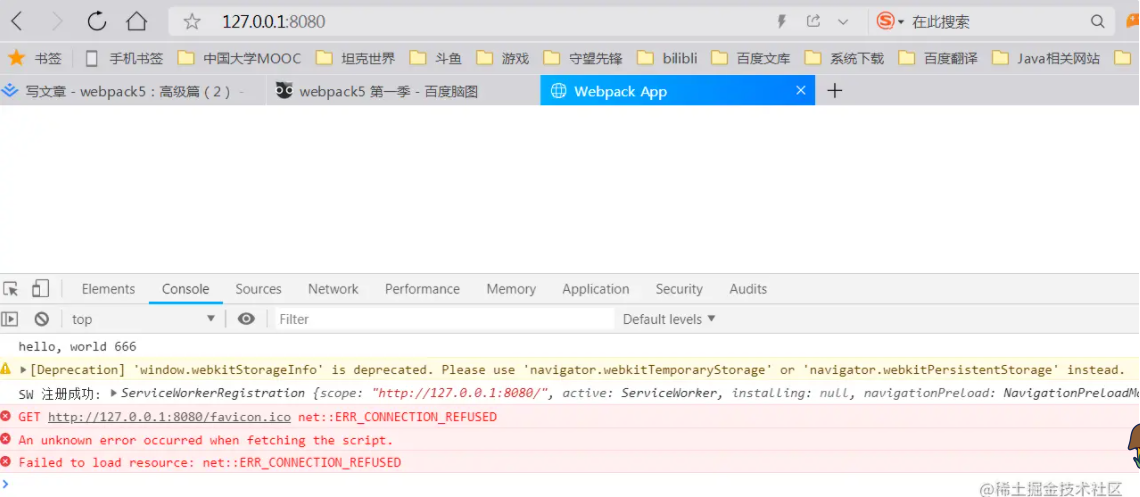 127.0.0.1:8080 在此搜索
书签 手机书签 中国大学MOOC 坦克世界 斗鱼 游戏 守望先锋 bilibli 百度文库 系统下载 百度翻译 Java相关网站
写文章 - webpack5：高级篇（2） - webpack5 第一季 - 百度脑图 Webpack App
Elements Console Sources Network Performance Memory Application Security Audits
top Filter Default levels
hello, world 666
[Deprecation] 'window.webkitStorageInfo' is deprecated. Please use 'navigator.webkitTemporaryStorage' or 'navigator.webkitPersistentStorage' instead.
SW 注册成功: ServiceWorkerRegistration {scope: "http://127.0.0.1:8080/", active: ServiceWorker, installing: null, navigationPreload: NavigationPreloadMa
GET http://127.0.0.1:8080/favicon.ico net::ERR_CONNECTION_REFUSED
An unknown error occurred when fetching the script.
Failed to load resource: net::ERR_CONNECTION_REFUSED
@稀土掘金技术社区